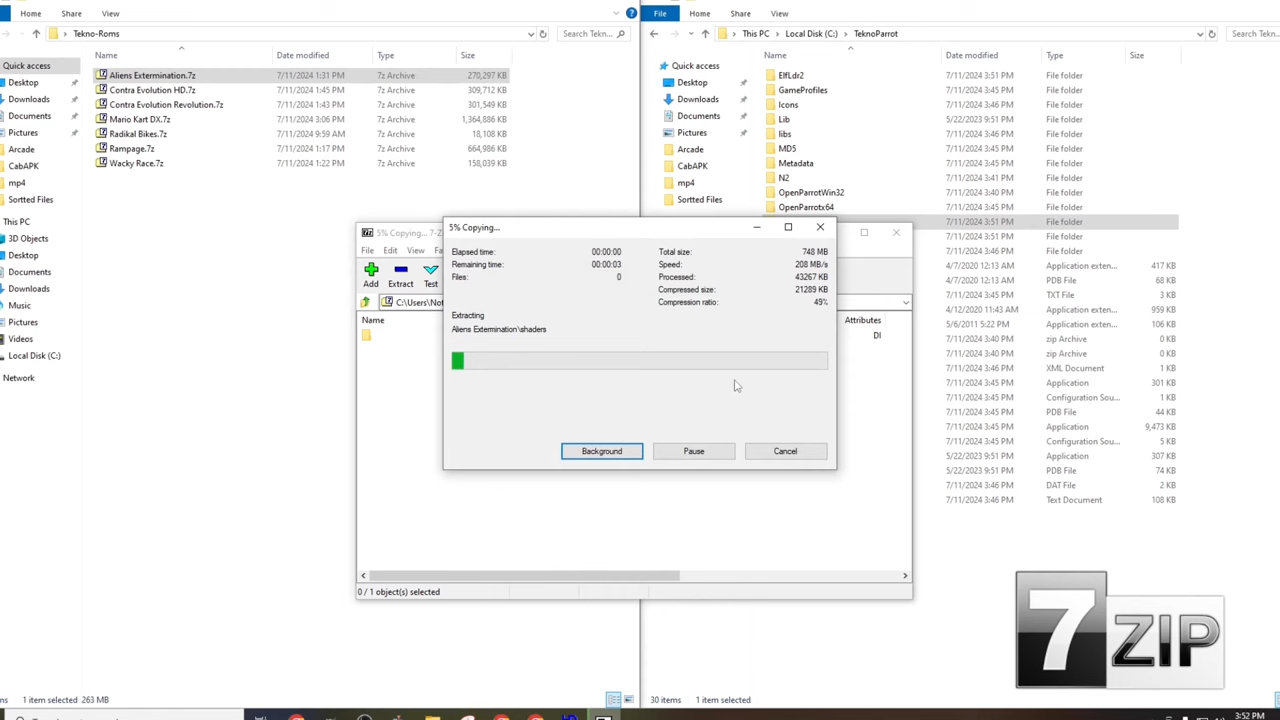 Home Share View
Tekno-Roms
Search Tekn...
Name Date modified Type Size
Quick access
Desktop
Downloads
Documents
Pictures
Arcade
CabAPK
mp4
Sortted Files
This PC
3D Objects
Desktop
Documents
Downloads
Music
Pictures
Videos
Local Disk (C:)
Network
Aliens Extermination.7z 7/11/2024 1:31 PM 7z Archive 270,297 KB
Contra Evolution HD.7z 7/11/2024 1:45 PM 7z Archive 309,712 KB
Contra Evolution Revolution.7z 7/11/2024 1:43 PM 7z Archive 301,549 KB
Mario Kart DX.7z 7/11/2024 3:06 PM 7z Archive 1,364,886 KB
Radikal Bikes.7z 7/11/2024 9:59 AM 7z Archive 18,108 KB
Rampage.7z 7/11/2024 1:17 PM 7z Archive 664,986 KB
Wacky Race.7z 7/11/2024 1:22 PM 7z Archive 158,039 KB
1 item selected 263 MB
File Home Share View
This PC Local Disk (C:) TeknoParrot
Search Tekn...
Name Date modified Type Size
Quick access
Desktop
Downloads
Documents
Pictures
Arcade
CabAPK
mp4
Sortted Files
ElfLdr2 7/11/2024 3:51 PM File folder
GameProfiles 7/11/2024 3:51 PM File folder
Icons 7/11/2024 3:51 PM File folder
Lib 5/22/2023 9:51 PM File folder
libs 7/11/2024 3:46 PM File folder
MD5 7/11/2024 3:45 PM File folder
Metadata 7/11/2024 3:45 PM File folder
N2 7/11/2024 3:41 PM File folder
OpenParrotWin32 7/11/2024 3:40 PM File folder
OpenParrotx64 7/11/2024 3:45 PM File folder
7/11/2024 3:51 PM File folder
7/11/2024 3:51 PM File folder
7/11/2024 3:46 PM File folder
4/7/2020 12:13 AM Application exten... 417 KB
4/7/2020 12:13 AM PDB File 68 KB
7/11/2024 3:45 PM TXT File 3 KB
4/12/2020 11:43 AM Application exten... 959 KB
5/6/2011 5:22 PM Application exten... 106 KB
7/11/2024 3:40 PM zip Archive
7/11/2024 3:40 PM zip Archive
7/11/2024 3:46 PM XML Document 1 KB
7/11/2024 3:45 PM Application 301 KB
7/11/2024 3:45 PM Configuration Sou... 1 KB
7/11/2024 3:45 PM PDB File 44 KB
7/11/2024 3:45 PM Application 9,473 KB
7/11/2024 3:45 PM Configuration Sou... 5 KB
5/22/2023 9:51 PM Application 307 KB
5/22/2023 9:51 PM PDB File 74 KB
7/11/2024 3:46 PM DAT File 2 KB
7/11/2024 3:46 PM Text Document 108 KB
30 items 1 item selected
5% Copying... 7-Z
File Edit View Fa
Add Extract Test
C:\Users\Not
Name Attributes
DI
0 / 1 object(s) selected
5% Copying...
Elapsed time: 00:00:00 Total size: 748 MB
Remaining time: 00:00:03 Speed: 208 MB/s
Files: 0 Processed: 43267 KB
Compressed size: 21289 KB
Compression ratio: 49%
Extracting
Aliens Extermination\shaders
Background Pause Cancel
7 ZIP
3:52 PM